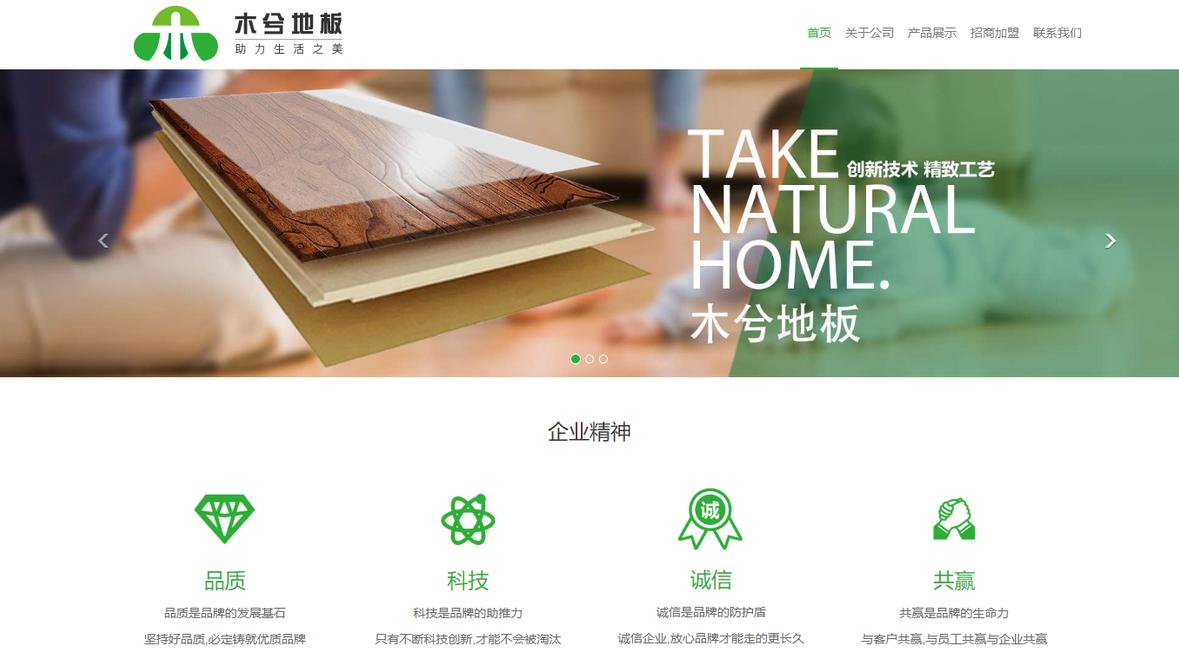 木兮地板
助力生活之美
首页 关于公司 产品展示 招商加盟 联系我们
TAKE 创新技术 精致工艺
NATURAL
HOME.
木兮地板
企业精神
诚
品质 科技 诚信 共赢
品质是品牌的发展基石 科技是品牌的助推力 诚信是品牌的防护盾 共赢是品牌的生命力
坚持好品质,必定铸就优质品牌 只有不断科技创新,才能不会被淘汰 诚信企业,放心品牌才能走的更长久 与客户共赢,与员工共赢与企业共赢